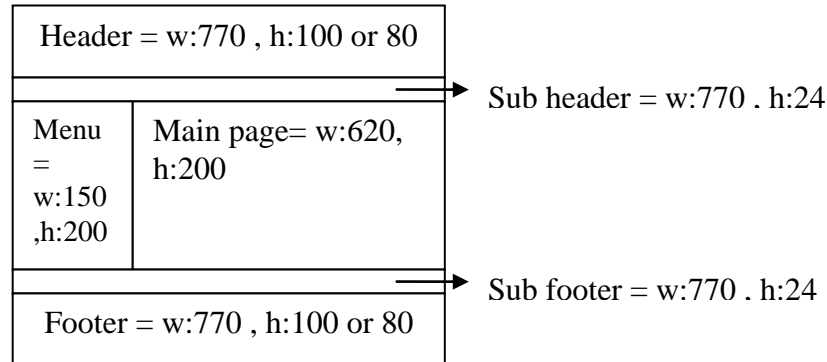 Header = w:770 , h:100 or 80
Sub header = w:770 , h:24
Menu
=
w:150
,h:200
Main page= w:620,
h:200
Sub footer = w:770 , h:24
Footer = w:770 , h:100 or 80